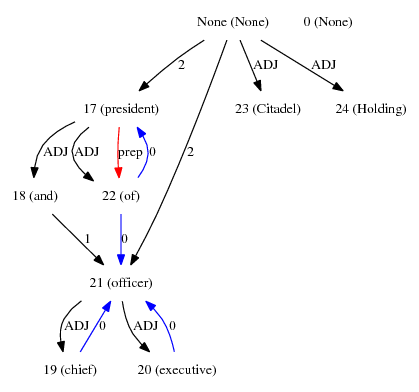 None (None) 0 (None)
2 ADJ ADJ
17 (president) 23 (Citadel) 24 (Holding)
ADJ ADJ prep 0 2
18 (and) 22 (of)
1 0
21 (officer)
ADJ 0 ADJ 0
19 (chief) 20 (executive)